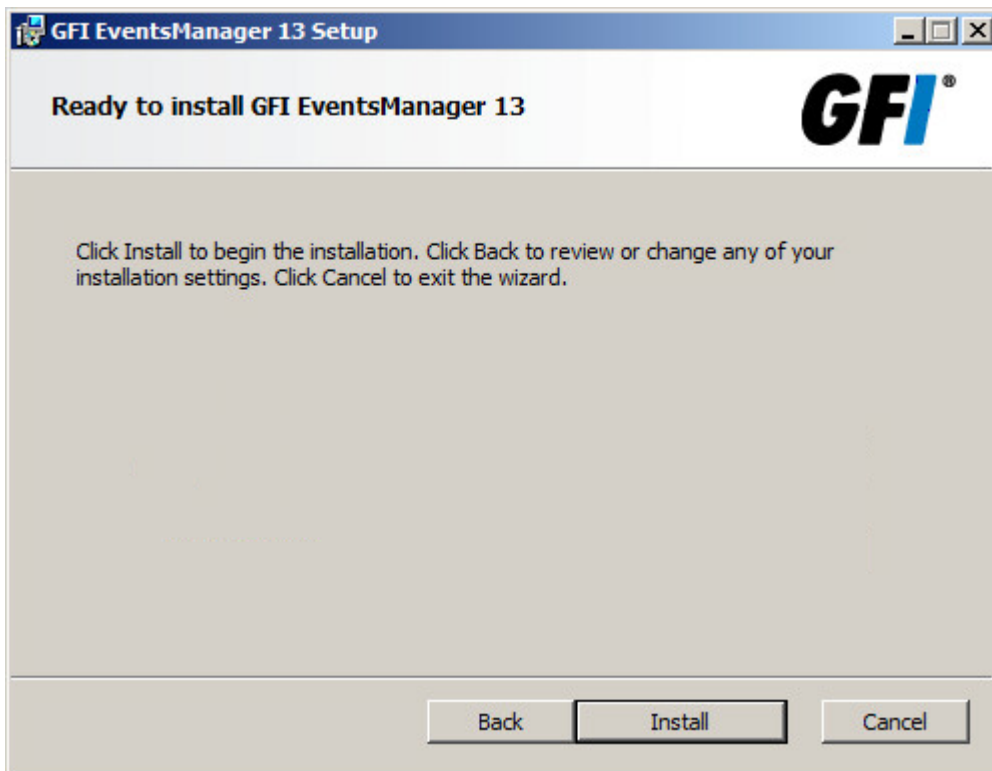 GFI EventsManager 13 Setup
Ready to install GFI EventsManager 13
GFI®
Click Install to begin the installation. Click Back to review or change any of your
installation settings. Click Cancel to exit the wizard.
Back
Install
Cancel